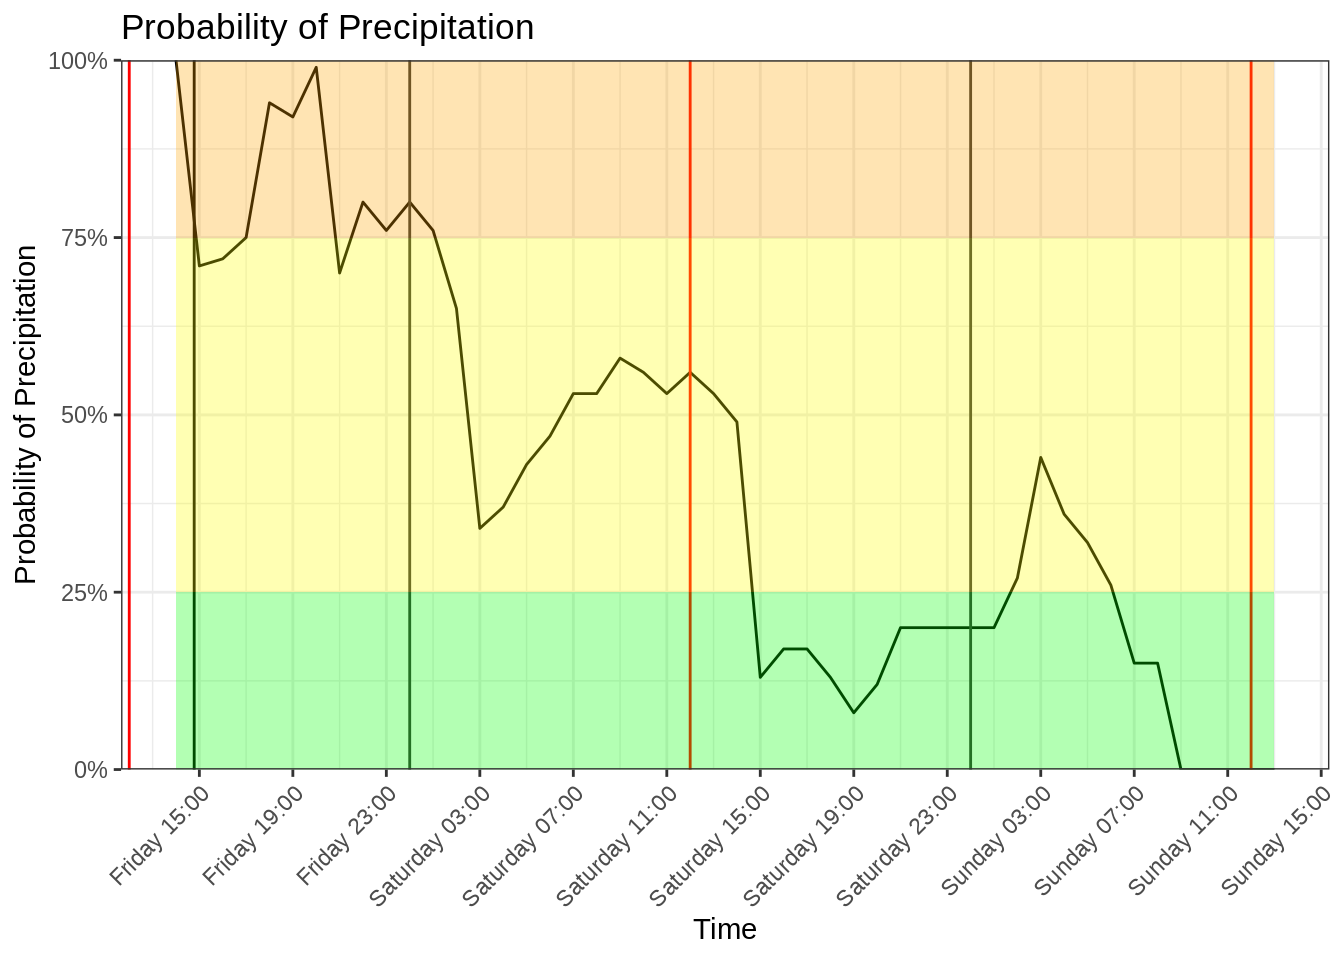 Probability of Precipitation
Probability of Precipitation
100%
75%
50%
25%
0%
Friday 15:00
Friday 19:00
Friday 23:00
Saturday 03:00
Saturday 07:00
Saturday 11:00
Saturday 15:00
Saturday 19:00
Saturday 23:00
Sunday 03:00
Sunday 07:00
Sunday 11:00
Sunday 15:00
Time